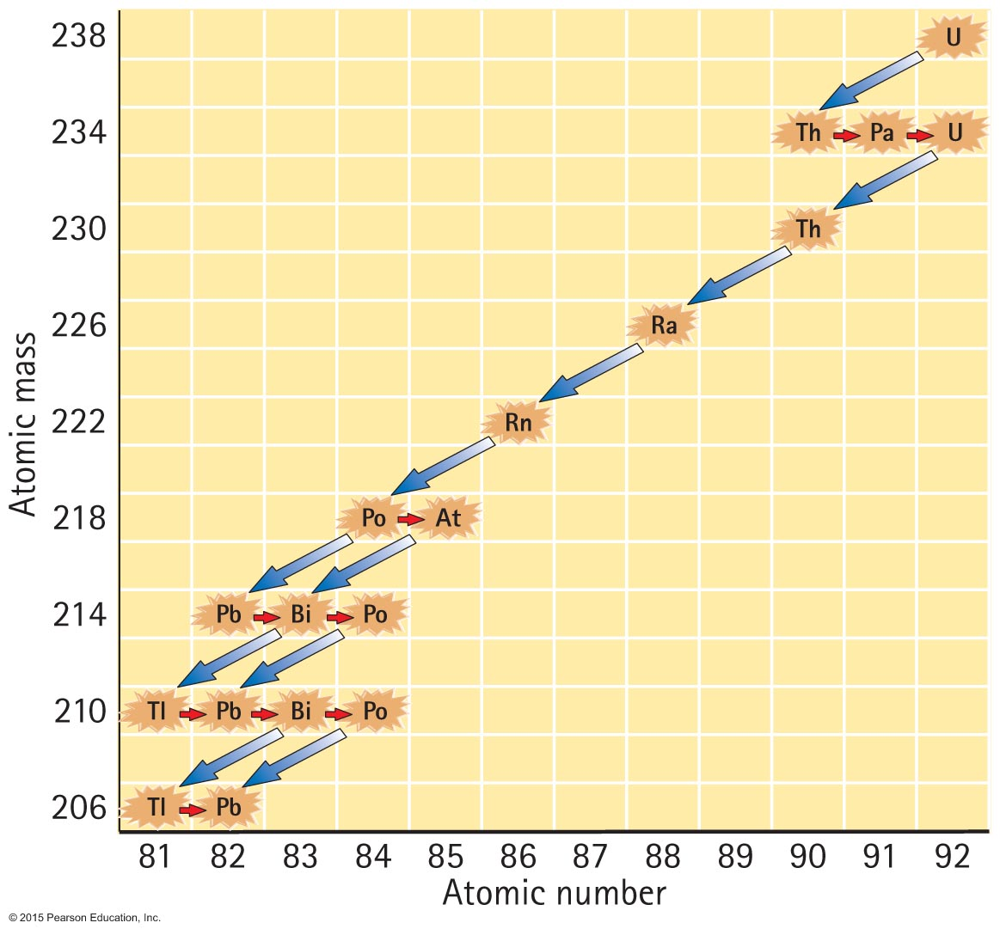 238 U
234 Th Pa U
230 Th
226 Ra
222 Rn
218 Po At
214 Pb Bi Po
210 Tl Pb Bi Po
206 Tl Pb
Atomic mass
81 82 83 84 85 86 87 88 89 90 91 92
Atomic number
© 2015 Pearson Education, Inc.